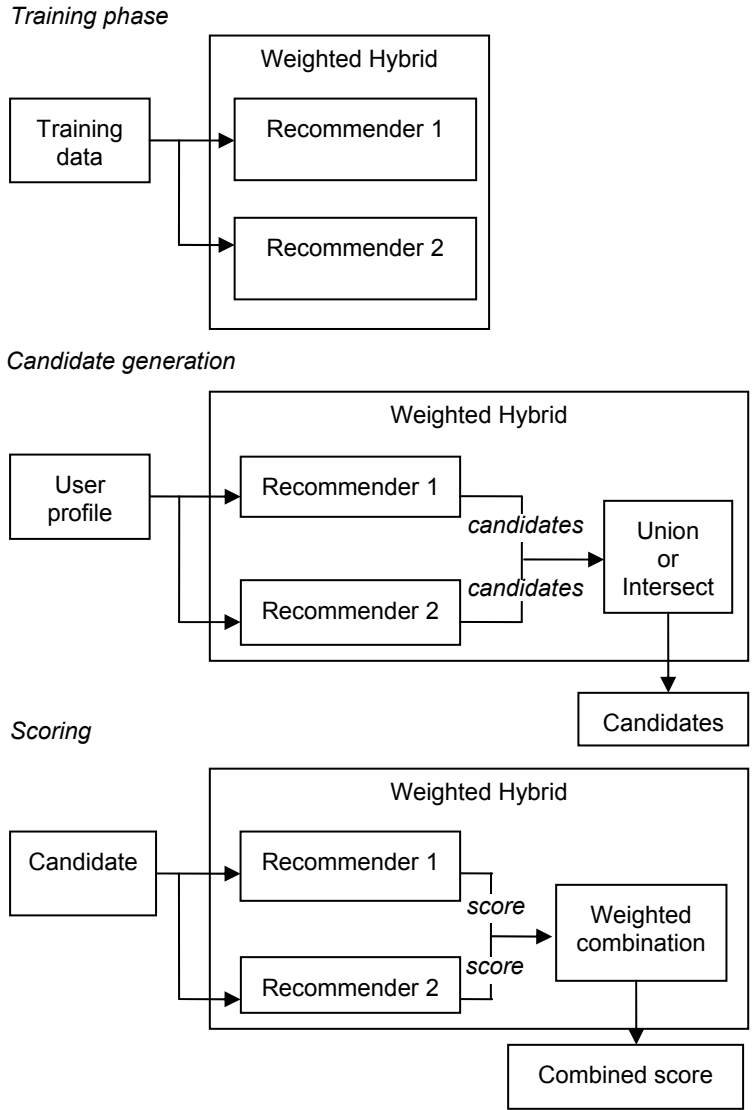 Training phase
Weighted Hybrid
Training
data
Recommender 1
Recommender 2
Candidate generation
Weighted Hybrid
User
profile
Recommender 1
candidates
candidates
Recommender 2
Union
or
Intersect
Candidates
Scoring
Weighted Hybrid
Candidate
Recommender 1
score
score
Recommender 2
Weighted
combination
Combined score